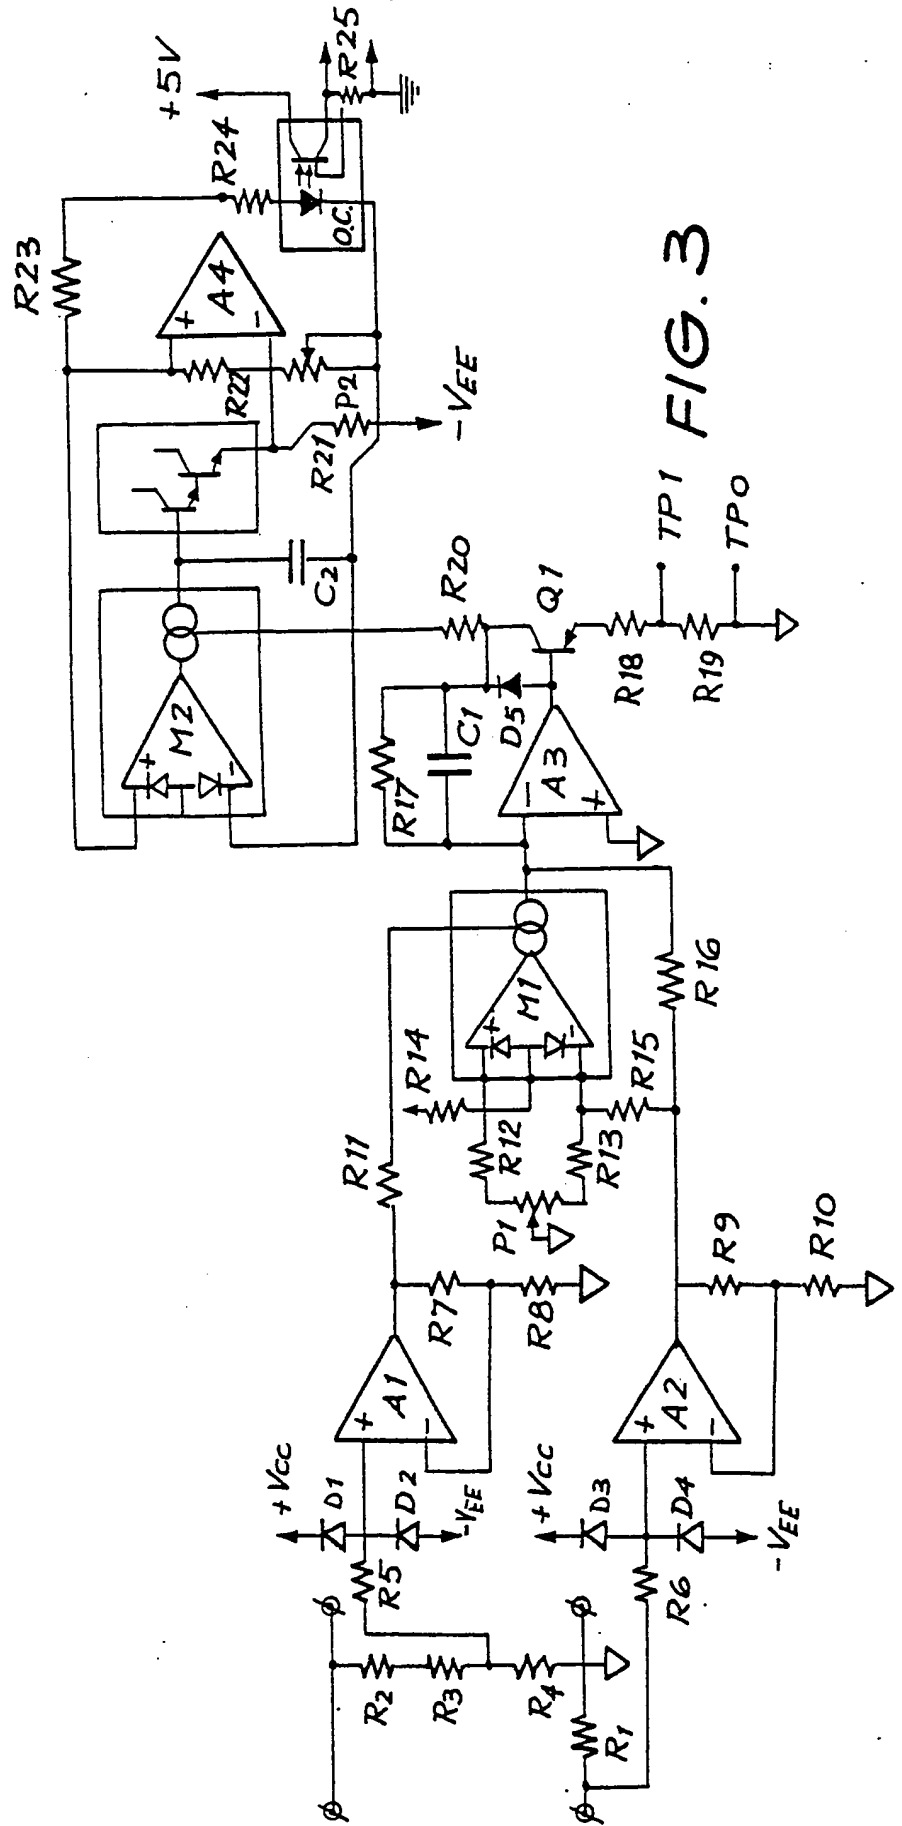 +Vcc
D1
D2
-VEE
R5
R2
R3
R4
R1
+Vcc
D3
D4
-VEE
R6
+
A1
-
R7
R8
+
A2
-
R9
R10
R11
P1
R12
R13
R14
R15
+
M1
-
R16
R17
C1
D5
-
A3
+
Q1
R18
R19
TP1
TP0
R20
+
M2
-
C2
R21
-VEE
R22
P2
+
A4
-
R23
R24
O.C.
+5V
R25
FIG. 3